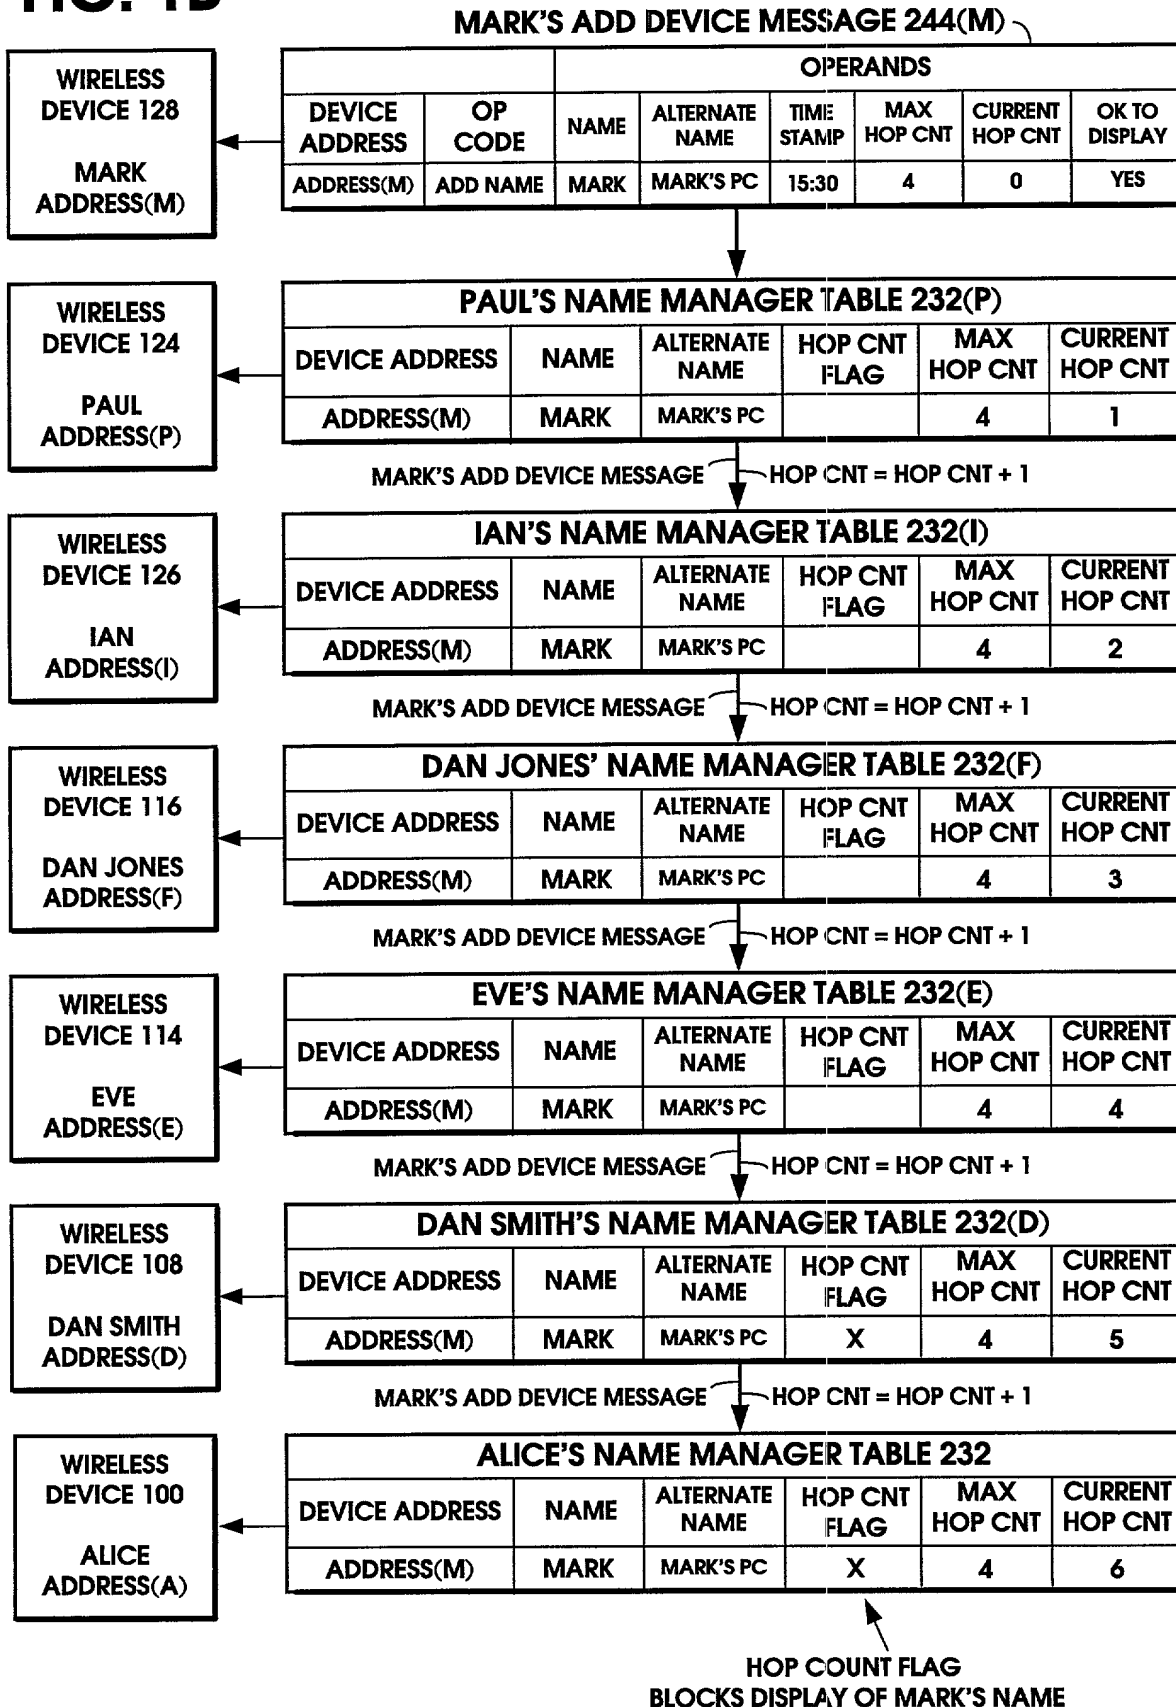 MARK'S ADD DEVICE MESSAGE 244(M)
WIRELESS
DEVICE 128
MARK
ADDRESS(M)
OPERANDS
DEVICE ADDRESS OP CODE NAME ALTERNATE NAME TIME STAMP MAX HOP CNT CURRENT HOP CNT OK TO DISPLAY
ADDRESS(M) ADD NAME MARK MARK'S PC 15:30 4 0 YES
WIRELESS
DEVICE 124
PAUL
ADDRESS(P)
PAUL'S NAME MANAGER TABLE 232(P)
DEVICE ADDRESS NAME ALTERNATE NAME HOP CNT FLAG MAX HOP CNT CURRENT HOP CNT
ADDRESS(M) MARK MARK'S PC 4 1
MARK'S ADD DEVICE MESSAGE HOP CNT = HOP CNT + 1
WIRELESS
DEVICE 126
IAN
ADDRESS(I)
IAN'S NAME MANAGER TABLE 232(I)
DEVICE ADDRESS NAME ALTERNATE NAME HOP CNT FLAG MAX HOP CNT CURRENT HOP CNT
ADDRESS(M) MARK MARK'S PC 4 2
MARK'S ADD DEVICE MESSAGE HOP CNT = HOP CNT + 1
WIRELESS
DEVICE 116
DAN JONES
ADDRESS(F)
DAN JONES' NAME MANAGER TABLE 232(F)
DEVICE ADDRESS NAME ALTERNATE NAME HOP CNT FLAG MAX HOP CNT CURRENT HOP CNT
ADDRESS(M) MARK MARK'S PC 4 3
MARK'S ADD DEVICE MESSAGE HOP CNT = HOP CNT + 1
WIRELESS
DEVICE 114
EVE
ADDRESS(E)
EVE'S NAME MANAGER TABLE 232(E)
DEVICE ADDRESS NAME ALTERNATE NAME HOP CNT FLAG MAX HOP CNT CURRENT HOP CNT
ADDRESS(M) MARK MARK'S PC 4 4
MARK'S ADD DEVICE MESSAGE HOP CNT = HOP CNT + 1
WIRELESS
DEVICE 108
DAN SMITH
ADDRESS(D)
DAN SMITH'S NAME MANAGER TABLE 232(D)
DEVICE ADDRESS NAME ALTERNATE NAME HOP CNT FLAG MAX HOP CNT CURRENT HOP CNT
ADDRESS(M) MARK MARK'S PC X 4 5
MARK'S ADD DEVICE MESSAGE HOP CNT = HOP CNT + 1
WIRELESS
DEVICE 100
ALICE
ADDRESS(A)
ALICE'S NAME MANAGER TABLE 232
DEVICE ADDRESS NAME ALTERNATE NAME HOP CNT FLAG MAX HOP CNT CURRENT HOP CNT
ADDRESS(M) MARK MARK'S PC X 4 6
HOP COUNT FLAG
BLOCKS DISPLAY OF MARK'S NAME